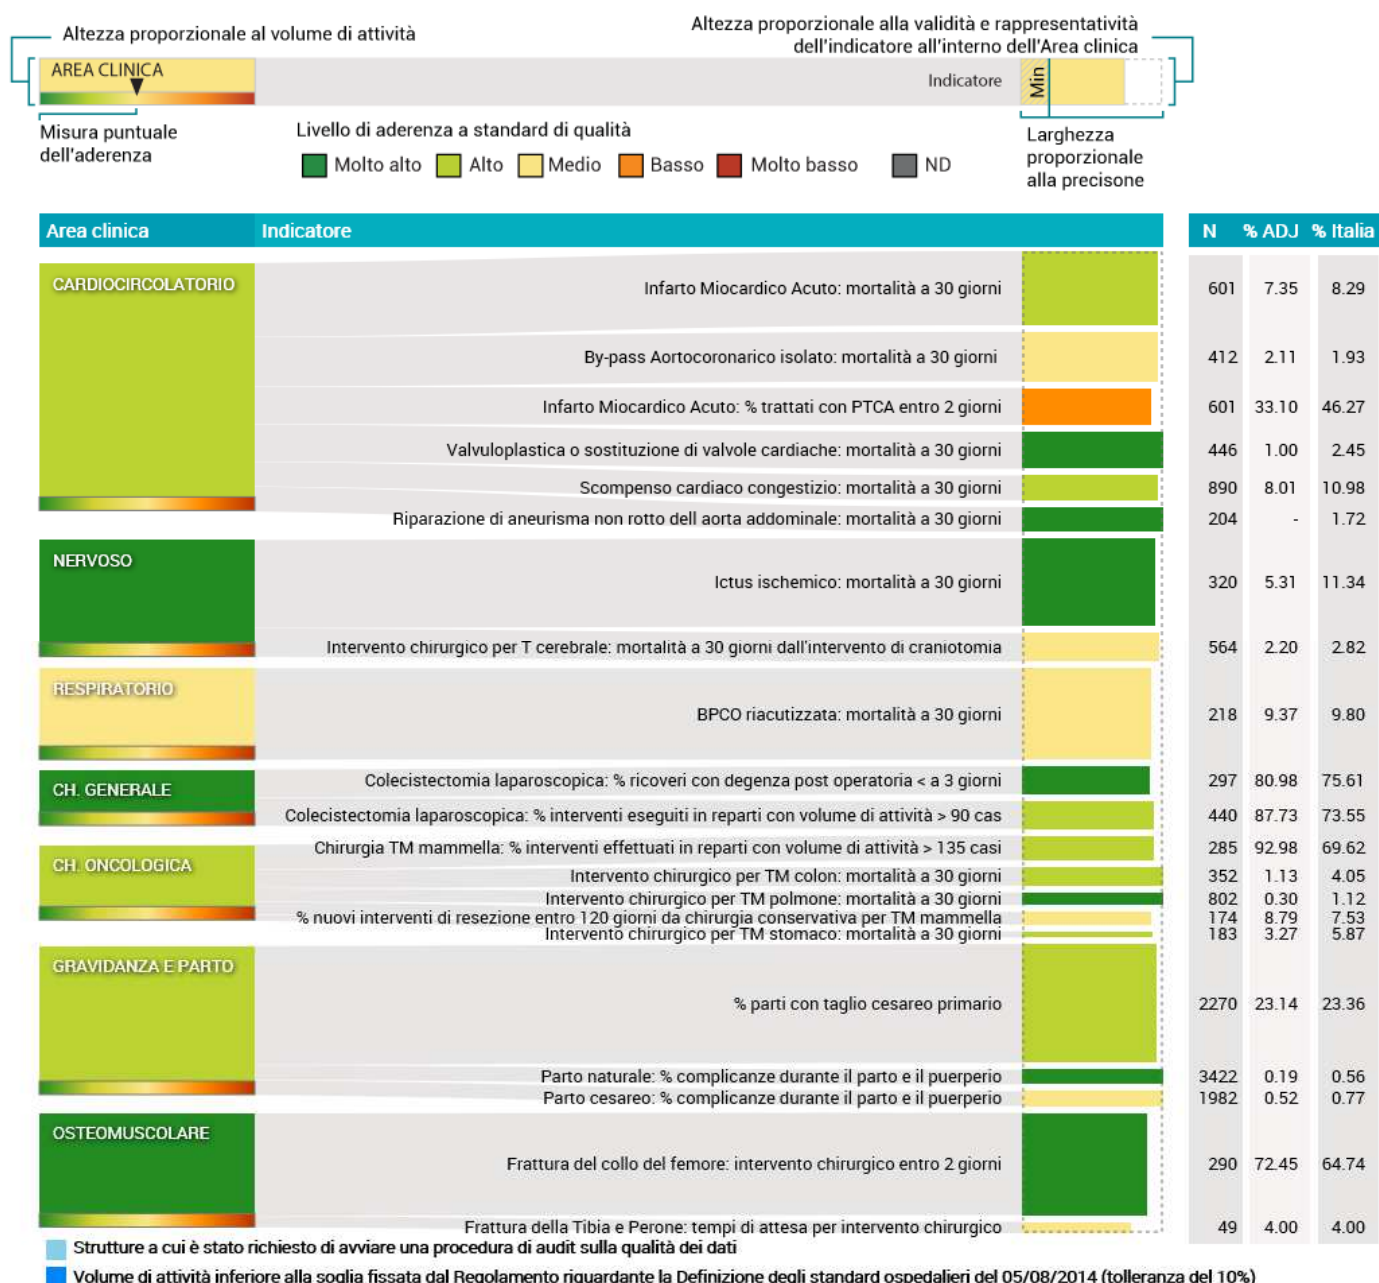 Altezza proporzionale al volume di attività
Altezza proporzionale alla validità e rappresentatività
dell'indicatore all'interno dell'Area clinica
AREA CLINICA
Indicatore
Min
Misura puntuale
dell'aderenza
Livello di aderenza a standard di qualità
Molto alto Alto Medio Basso Molto basso ND
Larghezza
proporzionale
alla precisone
Area clinica Indicatore N % ADJ % Italia
CARDIOCIRCOLATORIO
Infarto Miocardico Acuto: mortalità a 30 giorni 601 7.35 8.29
By-pass Aortocoronarico isolato: mortalità a 30 giorni 412 2.11 1.93
Infarto Miocardico Acuto: % trattati con PTCA entro 2 giorni 601 33.10 46.27
Valvuloplastica o sostituzione di valvole cardiache: mortalità a 30 giorni 446 1.00 2.45
Scompenso cardiaco congestizio: mortalità a 30 giorni 890 8.01 10.98
Riparazione di aneurisma non rotto dell aorta addominale: mortalità a 30 giorni 204 - 1.72
NERVOSO
Ictus ischemico: mortalità a 30 giorni 320 5.31 11.34
Intervento chirurgico per T cerebrale: mortalità a 30 giorni dall'intervento di craniotomia 564 2.20 2.82
RESPIRATORIO
BPCO riacutizzata: mortalità a 30 giorni 218 9.37 9.80
CH. GENERALE
Colecistectomia laparoscopica: % ricoveri con degenza post operatoria < a 3 giorni 297 80.98 75.61
Colecistectomia laparoscopica: % interventi eseguiti in reparti con volume di attività > 90 cas 440 87.73 73.55
CH. ONCOLOGICA
Chirurgia TM mammella: % interventi effettuati in reparti con volume di attività > 135 casi 285 92.98 69.62
Intervento chirurgico per TM colon: mortalità a 30 giorni 352 1.13 4.05
Intervento chirurgico per TM polmone: mortalità a 30 giorni 802 0.30 1.12
% nuovi interventi di resezione entro 120 giorni da chirurgia conservativa per TM mammella 174 8.79 7.53
Intervento chirurgico per TM stomaco: mortalità a 30 giorni 183 3.27 5.87
GRAVIDANZA E PARTO
% parti con taglio cesareo primario 2270 23.14 23.36
Parto naturale: % complicanze durante il parto e il puerperio 3422 0.19 0.56
Parto cesareo: % complicanze durante il parto e il puerperio 1982 0.52 0.77
OSTEOMUSCOLARE
Frattura del collo del femore: intervento chirurgico entro 2 giorni 290 72.45 64.74
Frattura della Tibia e Perone: tempi di attesa per intervento chirurgico 49 4.00 4.00
Strutture a cui è stato richiesto di avviare una procedura di audit sulla qualità dei dati
Volume di attività inferiore alla soglia fissata dal Regolamento riguardante la Definizione degli standard ospedalieri del 05/08/2014 (tolleranza del 10%)